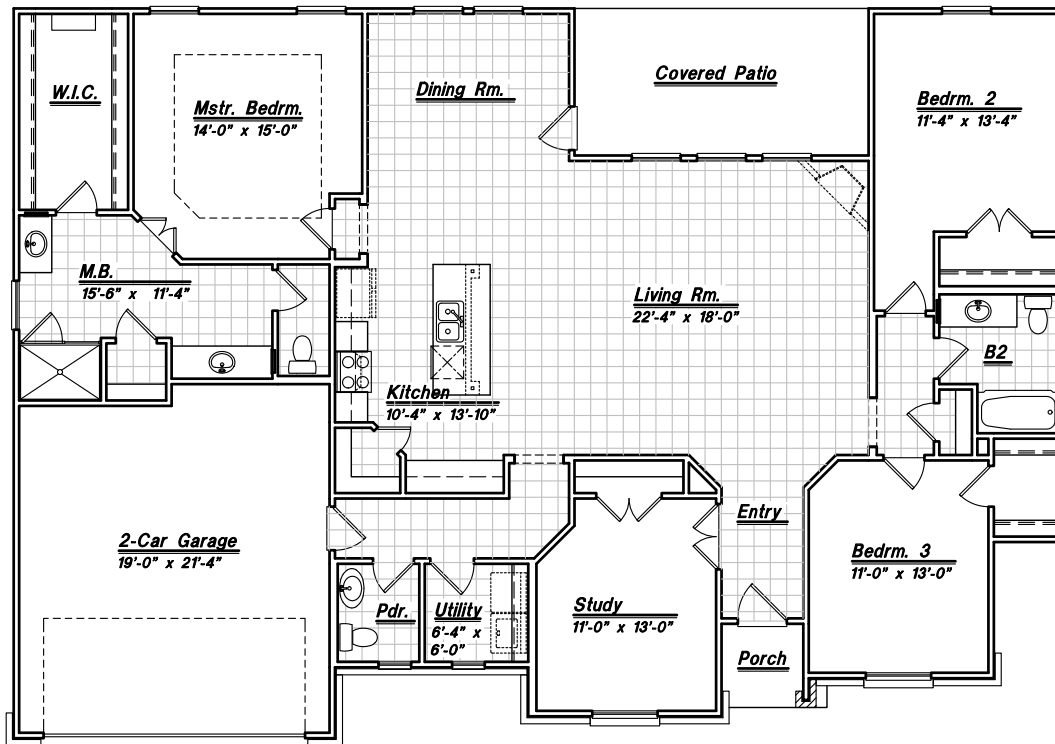 W.I.C.
Mstr. Bedrm.
14'-0" x 15'-0"
Dining Rm.
Covered Patio
Bedrm. 2
11'-4" x 13'-4"
M.B.
15'-6" x 11'-4"
Living Rm.
22'-4" x 18'-0"
B2
Kitchen
10'-4" x 13'-10"
2-Car Garage
19'-0" x 21'-4"
Entry
Bedrm. 3
11'-0" x 13'-0"
Pdr.
Utility
6'-4" x
6'-0"
Study
11'-0" x 13'-0"
Porch